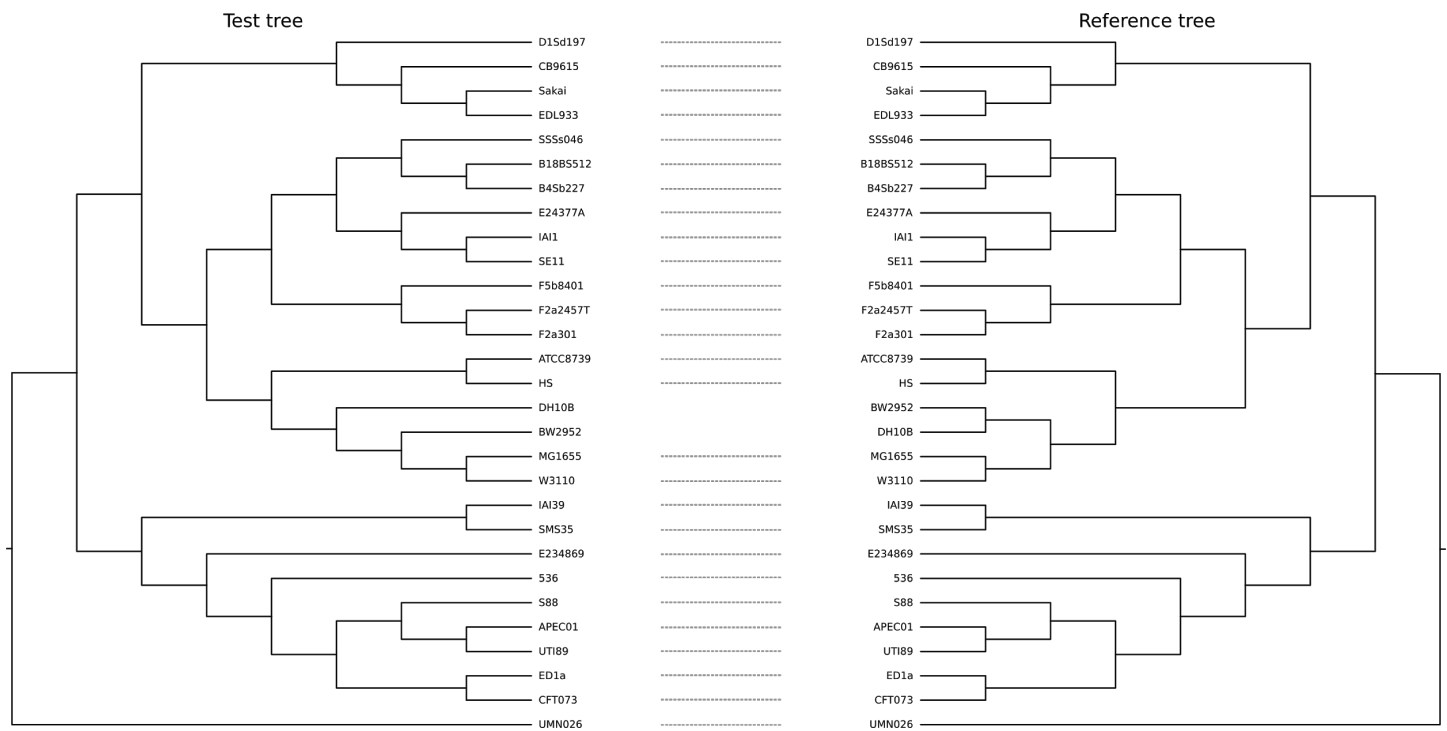 Test tree Reference tree
D1Sd197 D1Sd197
CB9615 CB9615
Sakai Sakai
EDL933 EDL933
SSSs046 SSSs046
B18BS512 B18BS512
B4Sb227 B4Sb227
E24377A E24377A
IAI1 IAI1
SE11 SE11
F5b8401 F5b8401
F2a2457T F2a2457T
F2a301 F2a301
ATCC8739 ATCC8739
HS HS
DH10B BW2952
BW2952 DH10B
MG1655 MG1655
W3110 W3110
IAI39 IAI39
SMS35 SMS35
E234869 E234869
536 536
S88 S88
APEC01 APEC01
UTI89 UTI89
ED1a ED1a
CFT073 CFT073
UMN026 UMN026